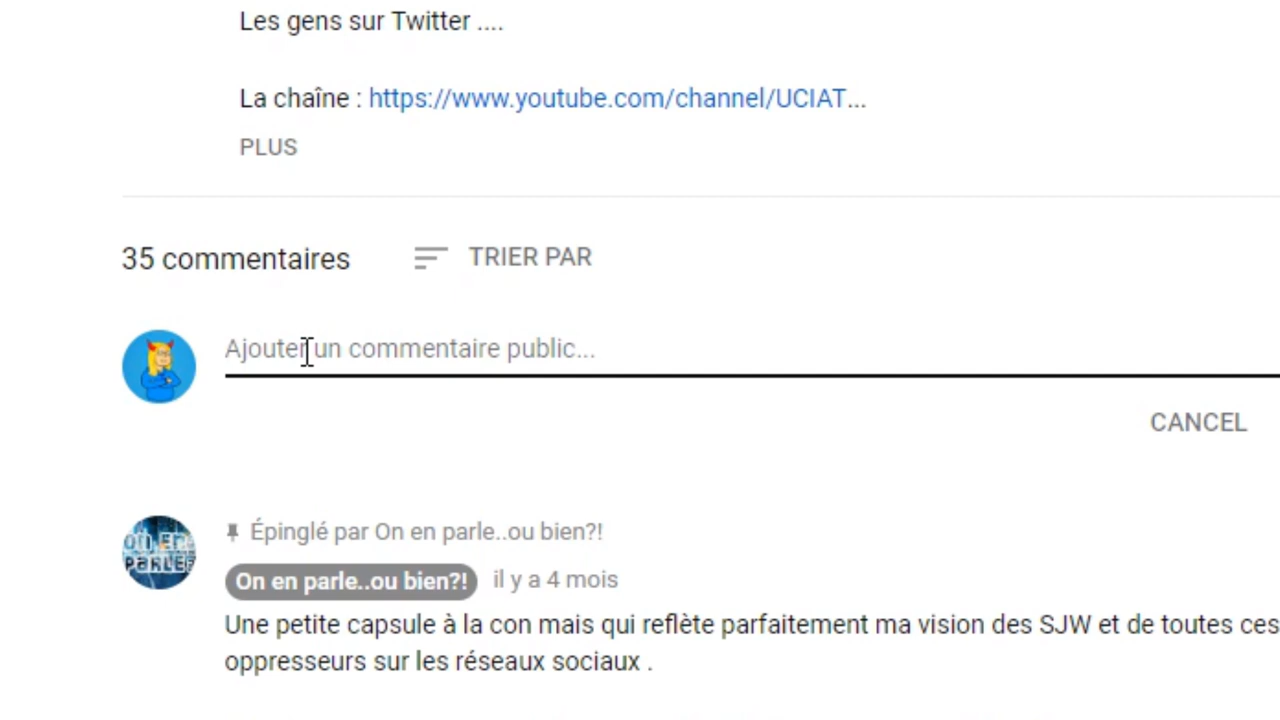 Les gens sur Twitter ....
La chaîne : https://www.youtube.com/channel/UCIAT...
PLUS
35 commentaires TRIER PAR
Ajouter un commentaire public...
CANCEL
Épinglé par On en parle..ou bien?!
On en parle..ou bien?! il y a 4 mois
Une petite capsule à la con mais qui reflète parfaitement ma vision des SJW et de toutes ces
oppresseurs sur les réseaux sociaux .